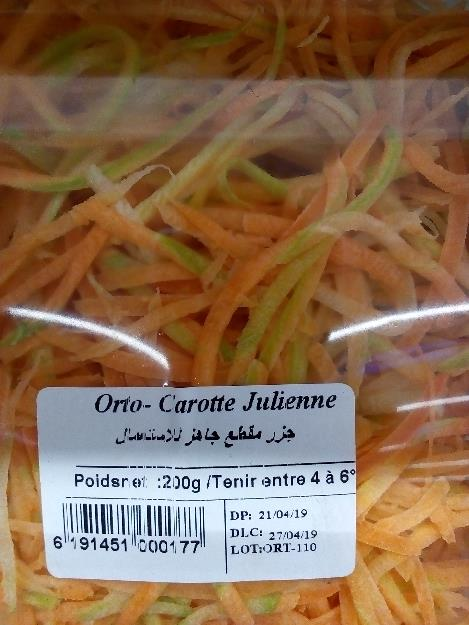 Orto- Carotte Julienne
جزر مقطع جاهز للاستعمال
Poids net :200g /Tenir entre 4 à 6°
DP: 21/04/19
DLC: 27/04/19
LOT:ORT-110
6 191451 000177